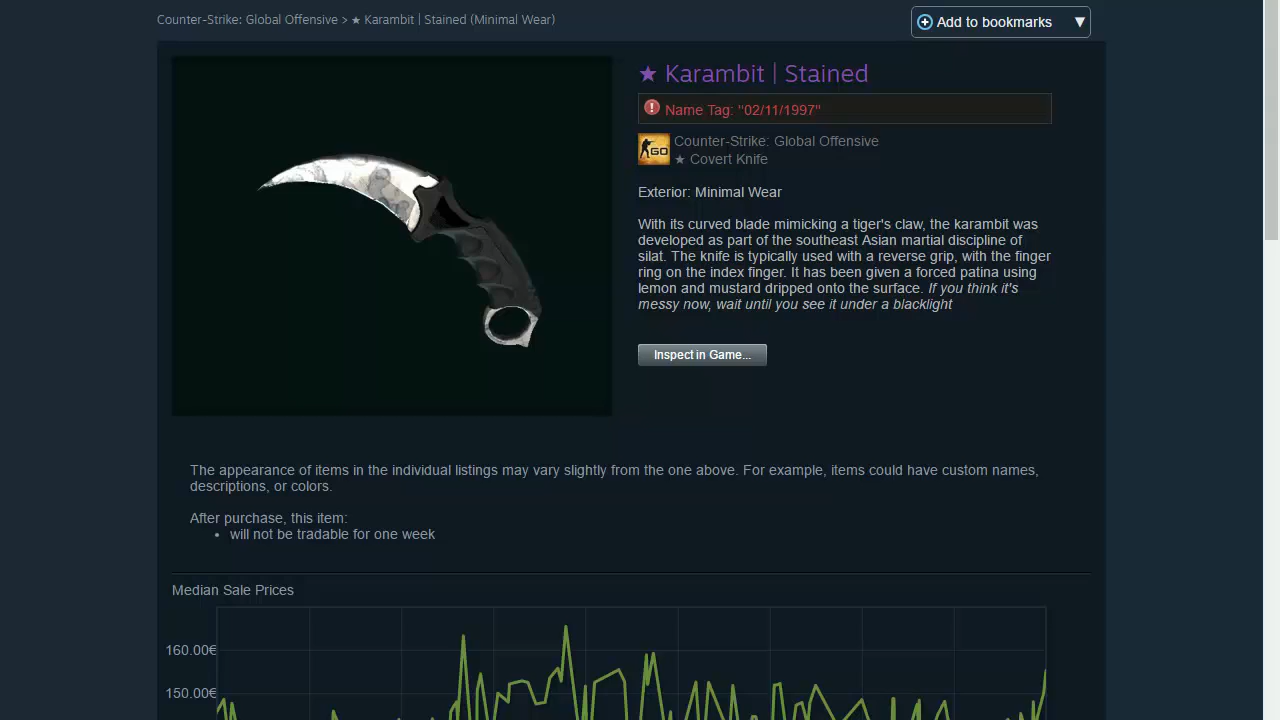 Counter-Strike: Global Offensive > ★ Karambit | Stained (Minimal Wear)
Add to bookmarks ▼
★ Karambit | Stained
Name Tag: ''02/11/1997''
GO
Counter-Strike: Global Offensive
★ Covert Knife
Exterior: Minimal Wear
With its curved blade mimicking a tiger's claw, the karambit was
developed as part of the southeast Asian martial discipline of
silat. The knife is typically used with a reverse grip, with the finger
ring on the index finger. It has been given a forced patina using
lemon and mustard dripped onto the surface. If you think it's
messy now, wait until you see it under a blacklight
Inspect in Game...
The appearance of items in the individual listings may vary slightly from the one above. For example, items could have custom names,
descriptions, or colors.
After purchase, this item:
• will not be tradable for one week
Median Sale Prices
160.00€
150.00€